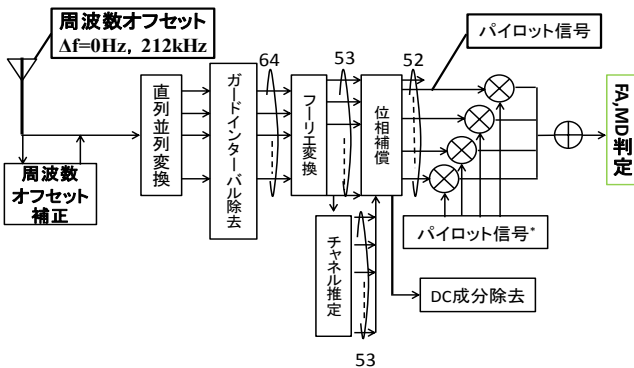 周波数オフセット
Δf=0Hz, 212kHz
周波数
オフセット
補正
直列並列変換
ガードインターバル除去
64
フーリエ変換
53
位相補償
52
パイロット信号
チャネル推定
53
パイロット信号*
DC成分除去
FA,MD判定